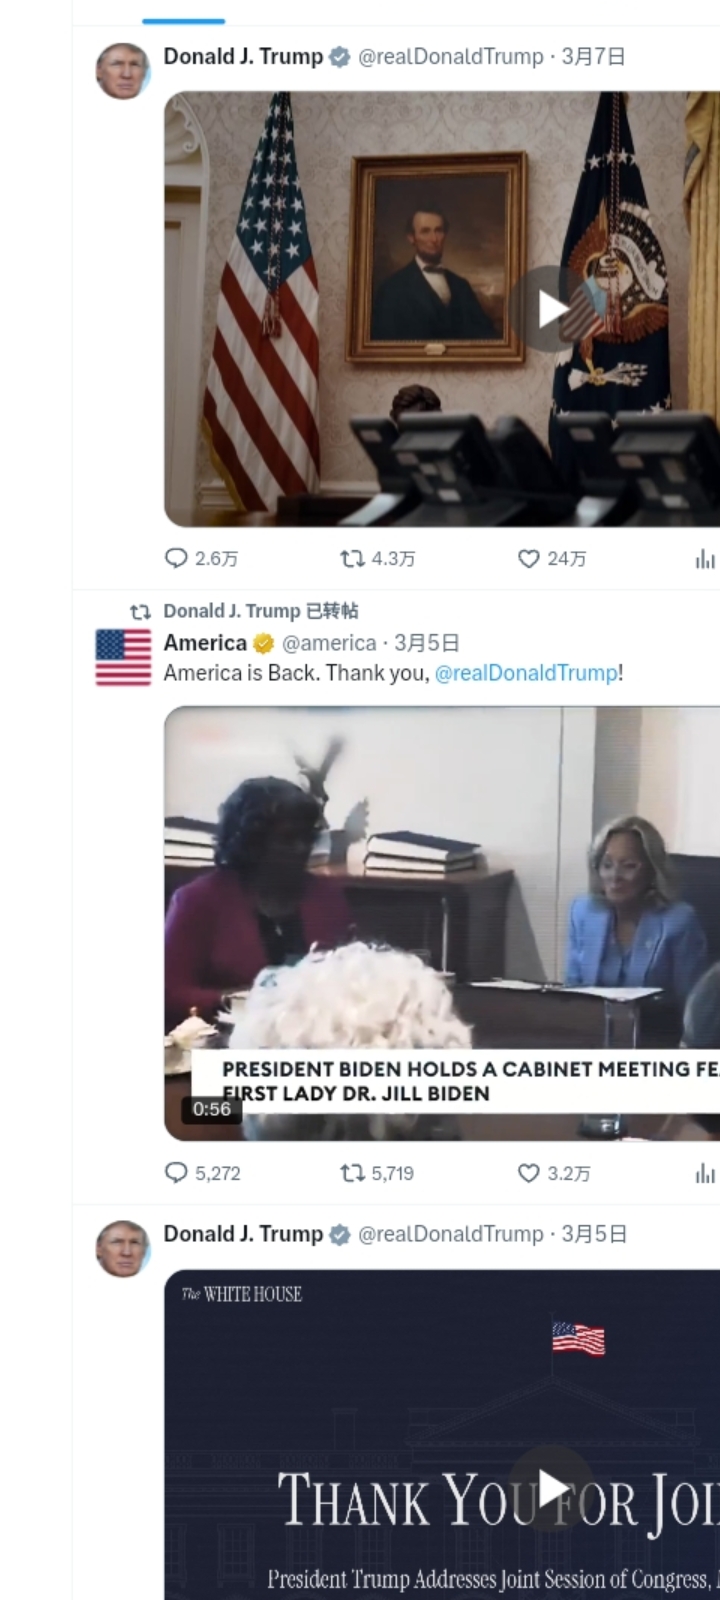 Donald J. Trump @realDonaldTrump · 3月7日
2.6万 4.3万 24万
Donald J. Trump 已转帖
America @america · 3月5日
America is Back. Thank you, @realDonaldTrump!
PRESIDENT BIDEN HOLDS A CABINET MEETING FE
FIRST LADY DR. JILL BIDEN
0:56
5,272 5,719 3.2万
Donald J. Trump @realDonaldTrump · 3月5日
The WHITE HOUSE
THANK YOU FOR JOI
President Trump Addresses Joint Session of Congress,